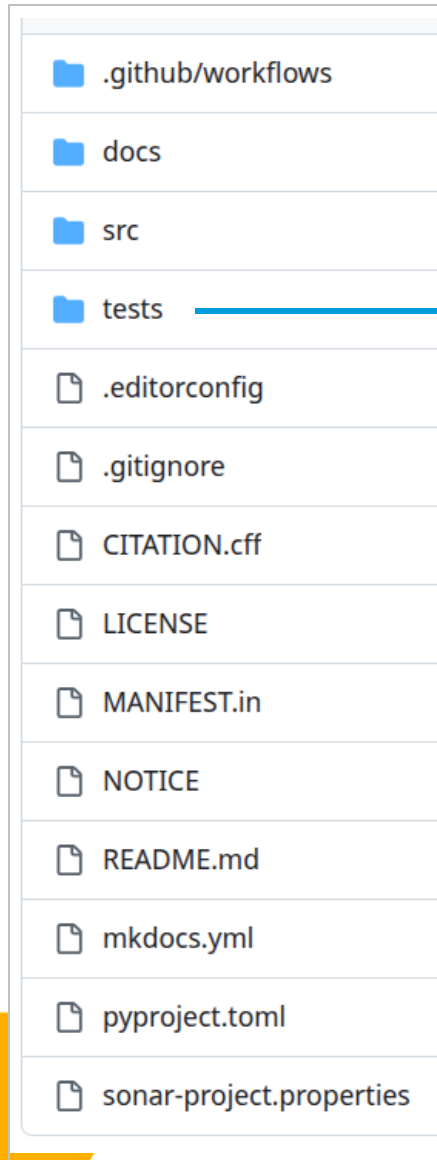 .github/workflows
docs
src
tests
.editorconfig
.gitignore
CITATION.cff
LICENSE
MANIFEST.in
NOTICE
README.md
mkdocs.yml
pyproject.toml
sonar-project.properties